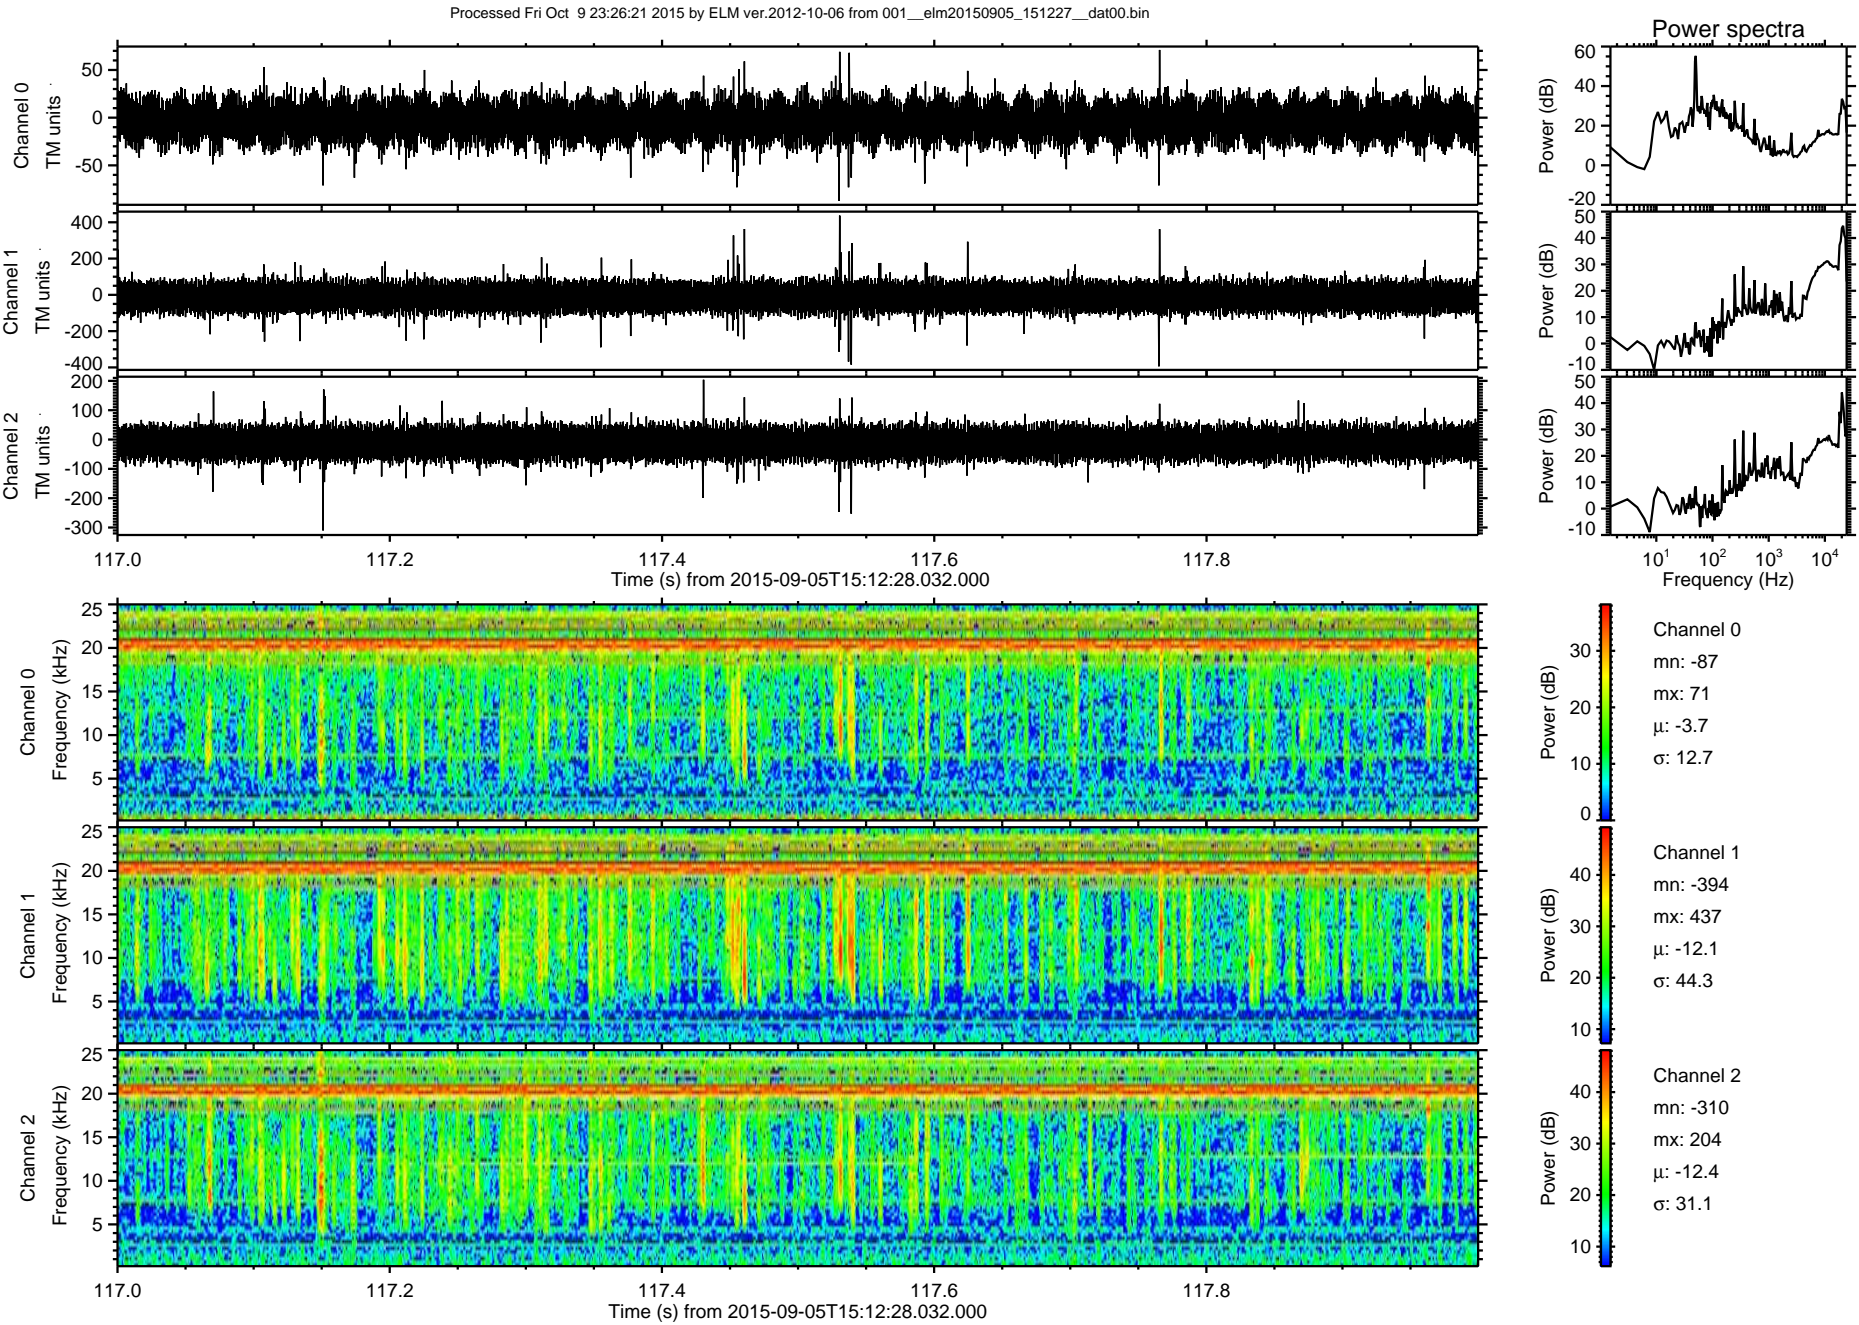 Processed Fri Oct 9 23:26:21 2015 by ELM ver.2012-10-06 from 001__elm20150905_151227__dat00.bin
Power spectra
Channel 0
TM units
50
0
-50
Power (dB)
60
40
20
0
-20
Channel 1
TM units
400
200
0
-200
-400
Power (dB)
50
40
30
20
10
0
-10
Channel 2
TM units
200
100
0
-100
-200
-300
Power (dB)
50
40
30
20
10
0
-10
117.0 117.2 117.4 117.6 117.8
Time (s) from 2015-09-05T15:12:28.032.000
10^1 10^2 10^3 10^4
Frequency (Hz)
Channel 0
Frequency (kHz)
25
20
15
10
5
Power (dB)
30
20
10
0
Channel 0
mn: -87
mx: 71
μ: -3.7
σ: 12.7
Channel 1
Frequency (kHz)
25
20
15
10
5
Power (dB)
40
30
20
10
Channel 1
mn: -394
mx: 437
μ: -12.1
σ: 44.3
Channel 2
Frequency (kHz)
25
20
15
10
5
Power (dB)
40
30
20
10
Channel 2
mn: -310
mx: 204
μ: -12.4
σ: 31.1
117.0 117.2 117.4 117.6 117.8
Time (s) from 2015-09-05T15:12:28.032.000